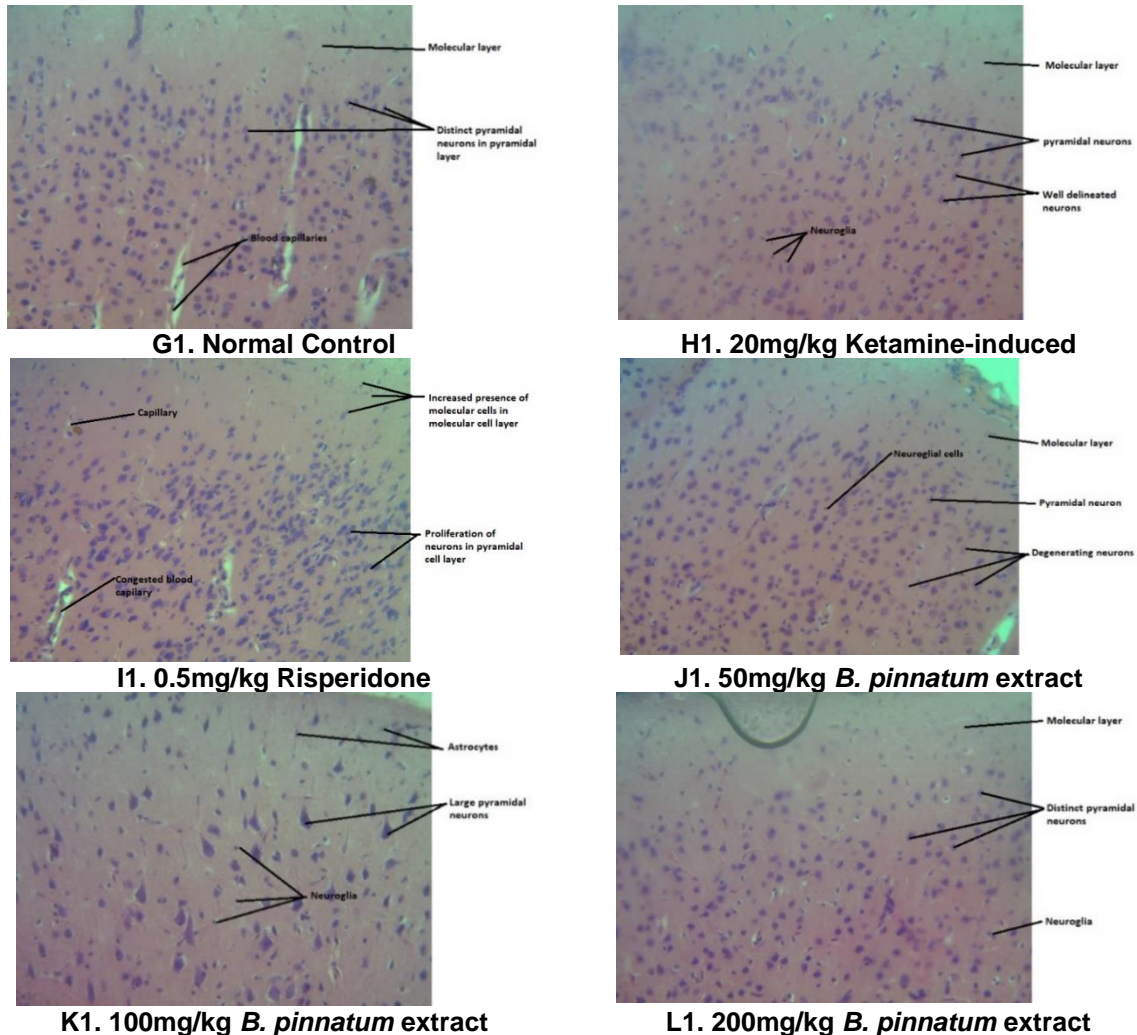 Molecular layer
Distinct pyramidal
neurons in pyramidal
layer
Blood capillaries
G1. Normal Control
Molecular layer
pyramidal neurons
Well delineated
neurons
Neuroglia
H1. 20mg/kg Ketamine-induced
Capillary
Increased presence of
molecular cells in
molecular cell layer
Proliferation of
neurons in pyramidal
cell layer
Congested blood
capilary
I1. 0.5mg/kg Risperidone
Molecular layer
Neuroglial cells
Pyramidal neuron
Degenerating neurons
J1. 50mg/kg B. pinnatum extract
Astrocytes
Large pyramidal
neurons
Neuroglia
K1. 100mg/kg B. pinnatum extract
Molecular layer
Distinct pyramidal
neurons
Neuroglia
L1. 200mg/kg B. pinnatum extract